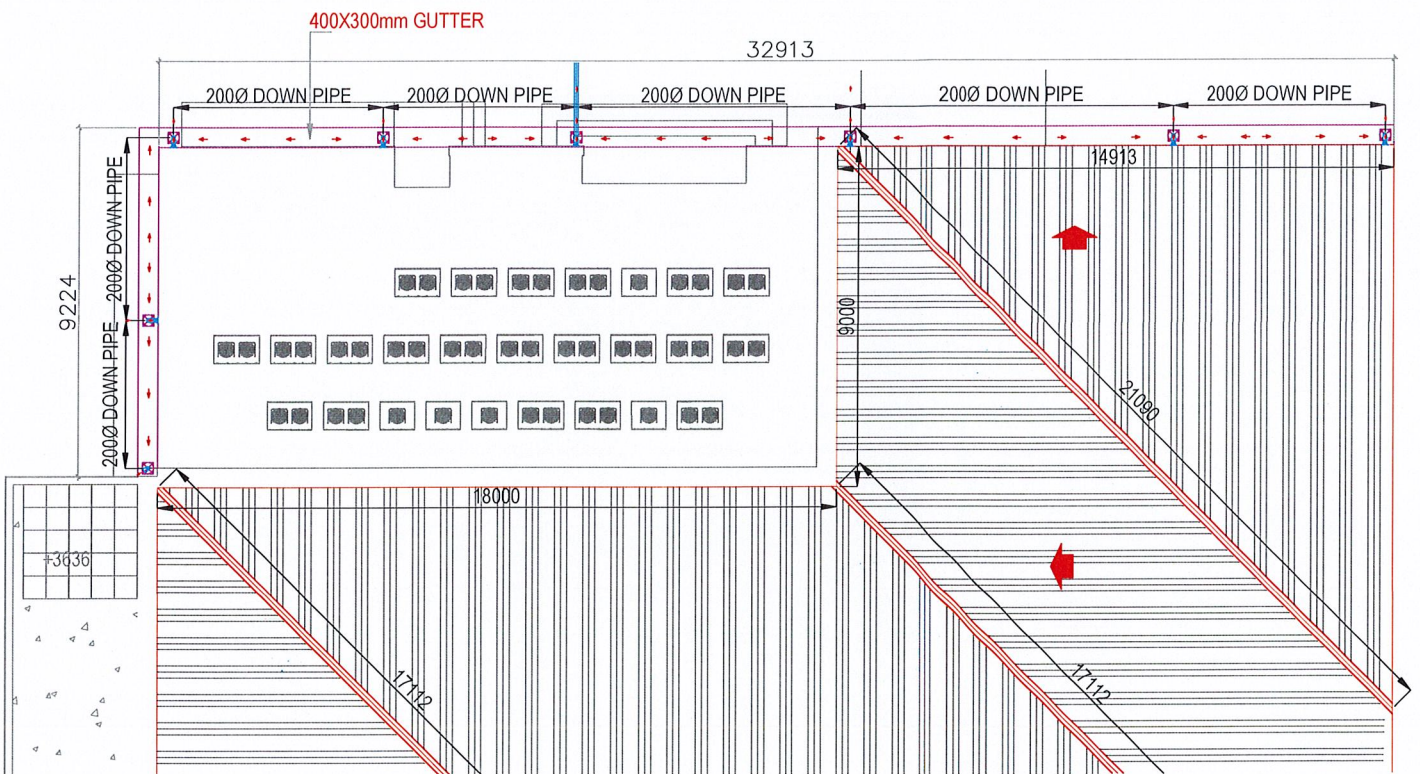 400X300mm GUTTER
32913
200Ø DOWN PIPE
200Ø DOWN PIPE
200Ø DOWN PIPE
200Ø DOWN PIPE
200Ø DOWN PIPE
14913
200Ø DOWN PIPE
9224
200Ø DOWN PIPE
9000
21090
18000
+3636
17112
17112